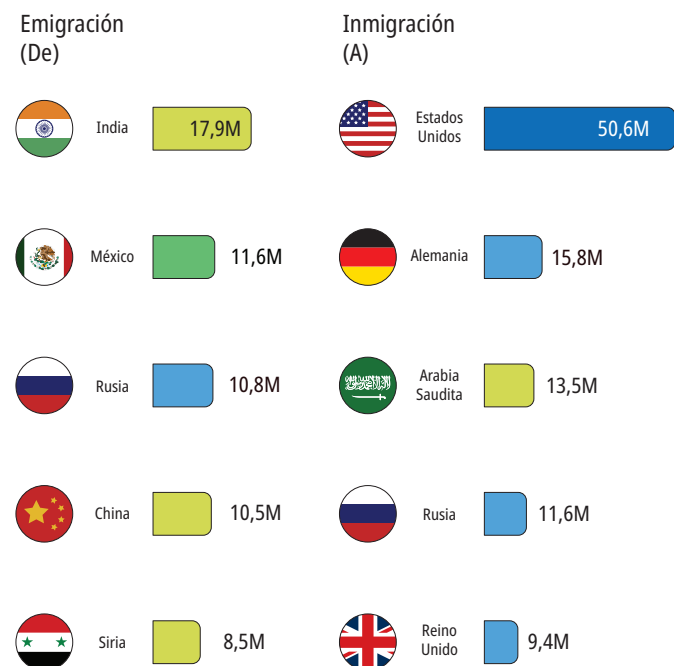 Emigración
(De)
India
17,9M
México
11,6M
Rusia
10,8M
China
10,5M
Siria
8,5M
Inmigración
(A)
Estados
Unidos
50,6M
Alemania
15,8M
Arabia
Saudita
13,5M
Rusia
11,6M
Reino
Unido
9,4M